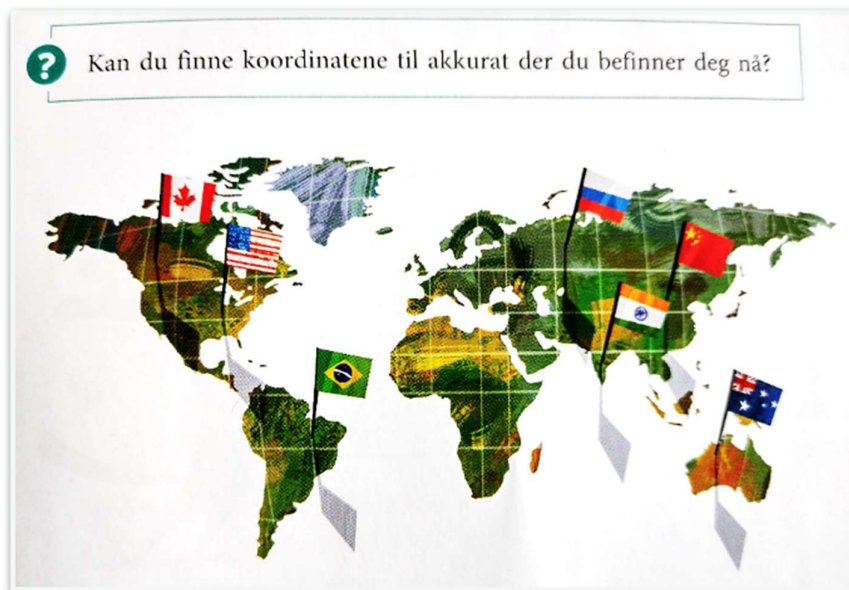 ?
Kan du finne koordinatene til akkurat der du befinner deg nå?